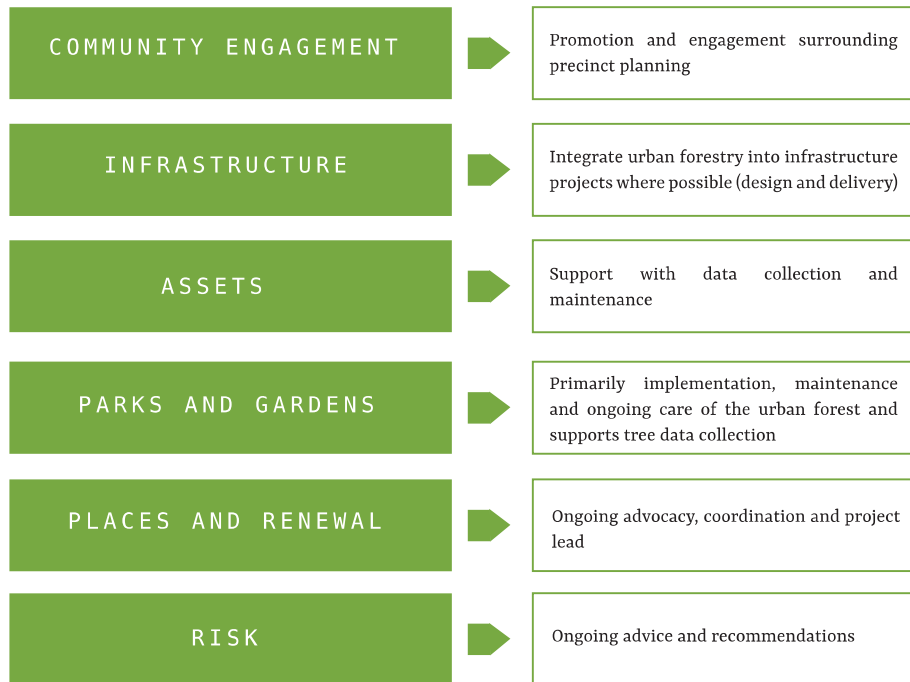 COMMUNITY ENGAGEMENT
Promotion and engagement surrounding
precinct planning
INFRASTRUCTURE
Integrate urban forestry into infrastructure
projects where possible (design and delivery)
ASSETS
Support with data collection and
maintenance
PARKS AND GARDENS
Primarily implementation, maintenance
and ongoing care of the urban forest and
supports tree data collection
PLACES AND RENEWAL
Ongoing advocacy, coordination and project
lead
RISK
Ongoing advice and recommendations